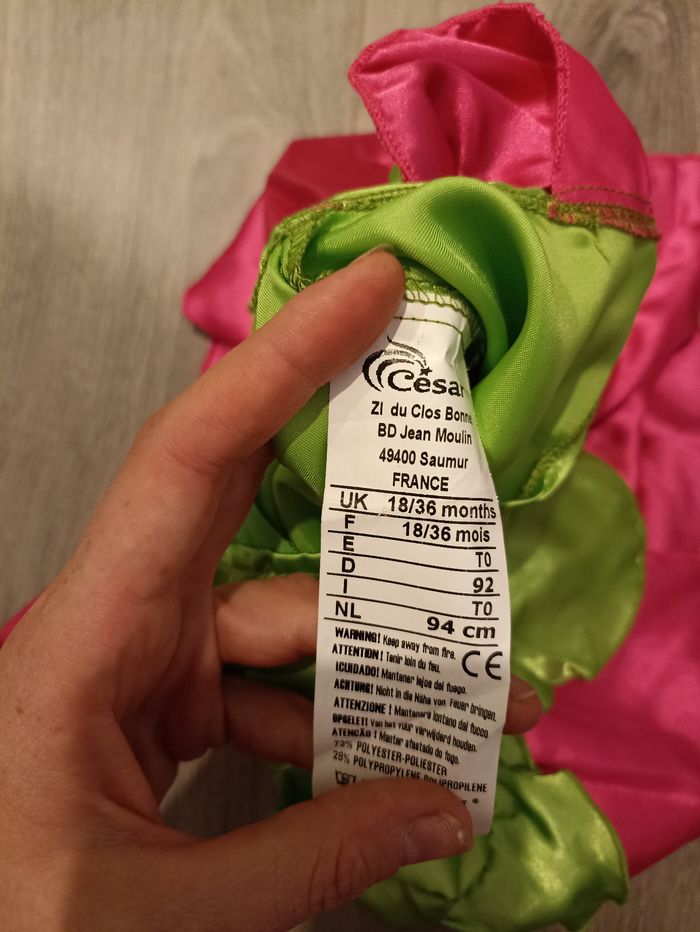 César
ZI du Clos Bonne
BD Jean Moulin
49400 Saumur
FRANCE
UK 18/36 months
F 18/36 mois
E T0
D 92
I T0
NL 94 cm
WARNING! Keep away from fire.
ATTENTION! Tenir loin du feu.
¡CUIDADO! Mantener lejos del fuego.
CE
ACHTUNG! Nicht in die Nähe von Feuer bringen.
ATTENZIONE! Mantenere lontano dal fuoco
OPGELET! Van het vuur verwijderd houden.
ATENÇÃO! Manter afastado do fogo.
72% POLYESTER-POLIESTER
28% POLYPROPYLENE-POLIPROPILENE